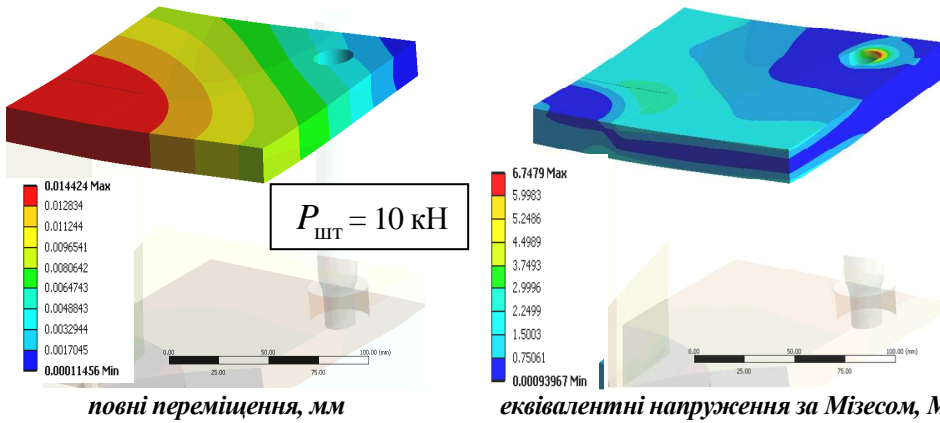 0.014424 Max
0.012834
0.011244
0.0096541
0.0080642
0.0064743
0.0048843
0.0032944
0.0017045
0.00011456 Min
P шт = 10 кН
6.7479 Max
5.9983
5.2486
4.4989
3.7493
2.9996
2.2499
1.5003
0.75061
0.00093967 Min
0.00 50.00 100.00 (mm)
25.00 75.00
0.00 50.00 100.00 (mm)
25.00 75.00
повні переміщення, мм
еквівалентні напруження за Мізесом, М